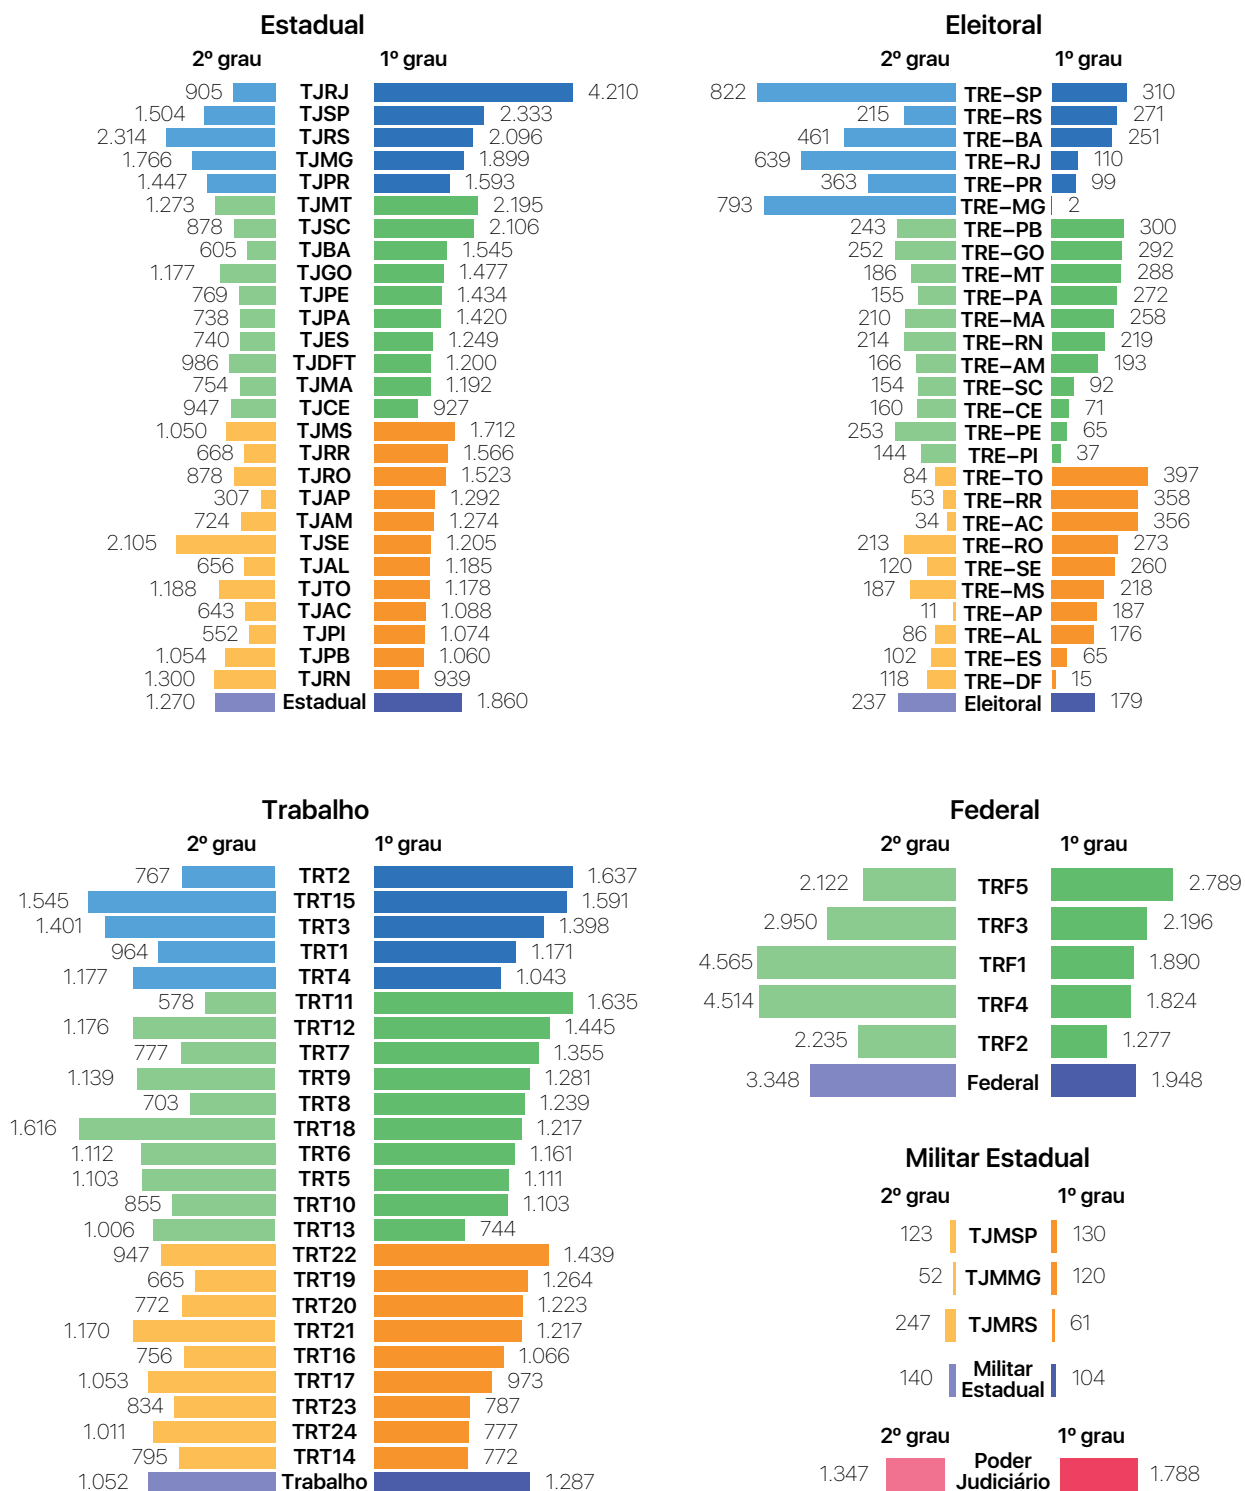 Estadual
2º grau 1º grau
905 TJRJ 4.210
1.504 TJSP 2.333
2.314 TJRS 2.096
1.766 TJMG 1.899
1.447 TJPR 1.593
1.273 TJMT 2.195
878 TJSC 2.106
605 TJBA 1.545
1.177 TJGO 1.477
769 TJPE 1.434
738 TJPA 1.420
740 TJES 1.249
986 TJDFT 1.200
754 TJMA 1.192
947 TJCE 927
1.050 TJMS 1.712
668 TJRR 1.566
878 TJRO 1.523
307 TJAP 1.292
724 TJAM 1.274
2.105 TJSE 1.205
656 TJAL 1.185
1.188 TJTO 1.178
643 TJAC 1.088
552 TJPI 1.074
1.054 TJPB 1.060
1.300 TJRN 939
1.270 Estadual 1.860
Eleitoral
2º grau 1º grau
822 TRE–SP 310
215 TRE–RS 271
461 TRE–BA 251
639 TRE–RJ 110
363 TRE–PR 99
793 TRE–MG 2
243 TRE–PB 300
252 TRE–GO 292
186 TRE–MT 288
155 TRE–PA 272
210 TRE–MA 258
214 TRE–RN 219
166 TRE–AM 193
154 TRE–SC 92
160 TRE–CE 71
253 TRE–PE 65
144 TRE–PI 37
84 TRE–TO 397
53 TRE–RR 358
34 TRE–AC 356
213 TRE–RO 273
120 TRE–SE 260
187 TRE–MS 218
11 TRE–AP 187
86 TRE–AL 176
102 TRE–ES 65
118 TRE–DF 15
237 Eleitoral 179
Trabalho
2º grau 1º grau
767 TRT2 1.637
1.545 TRT15 1.591
1.401 TRT3 1.398
964 TRT1 1.171
1.177 TRT4 1.043
578 TRT11 1.635
1.176 TRT12 1.445
777 TRT7 1.355
1.139 TRT9 1.281
703 TRT8 1.239
1.616 TRT18 1.217
1.112 TRT6 1.161
1.103 TRT5 1.111
855 TRT10 1.103
1.006 TRT13 744
947 TRT22 1.439
665 TRT19 1.264
772 TRT20 1.223
1.170 TRT21 1.217
756 TRT16 1.066
1.053 TRT17 973
834 TRT23 787
1.011 TRT24 777
795 TRT14 772
1.052 Trabalho 1.287
Federal
2º grau 1º grau
2.122 TRF5 2.789
2.950 TRF3 2.196
4.565 TRF1 1.890
4.514 TRF4 1.824
2.235 TRF2 1.277
3.348 Federal 1.948
Militar Estadual
2º grau 1º grau
123 TJMSP 130
52 TJMMG 120
247 TJMRS 61
140 Militar 104
Estadual
2º grau 1º grau
1.347 Poder 1.788
Judiciário